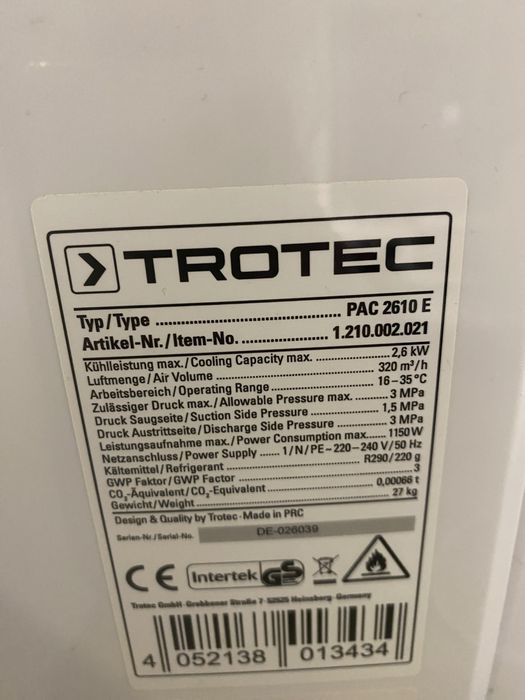 TROTEC
Typ/Type ........................................ PAC 2610 E
Artikel-Nr./Item-No. .................. 1.210.002.021
Kühlleistung max./Cooling Capacity max. .................. 2,6 kW
Luftmenge/Air Volume .................................... 320 m³/h
Arbeitsbereich/Operating Range........................ 16–35°C
Zulässiger Druck max./Allowable Pressure max. .......... 3 MPa
Druck Saugseite/Suction Side Pressure .................. 1,5 MPa
Druck Austrittseite/Discharge Side Pressure ................ 3 MPa
Leistungsaufnahme max./Power Consumption max...... 1150 W
Netzanschluss/Power Supply ..... 1/N/PE~220–240 V/50 Hz
Kältemittel/Refrigerant .................................. R290/220 g
GWP Faktor/GWP Factor .......................................... 3
CO₂-Äquivalent/CO₂-Equivalent.......................... 0,00066 t
Gewicht/Weight............................................ 27 kg
Design & Quality by Trotec · Made in PRC
Serien-Nr./Serial-No. DE-026039
CE Intertek GS
Trotec GmbH · Grebbener Straße 7 · 52525 Heinsberg · Germany
4 052138 013434